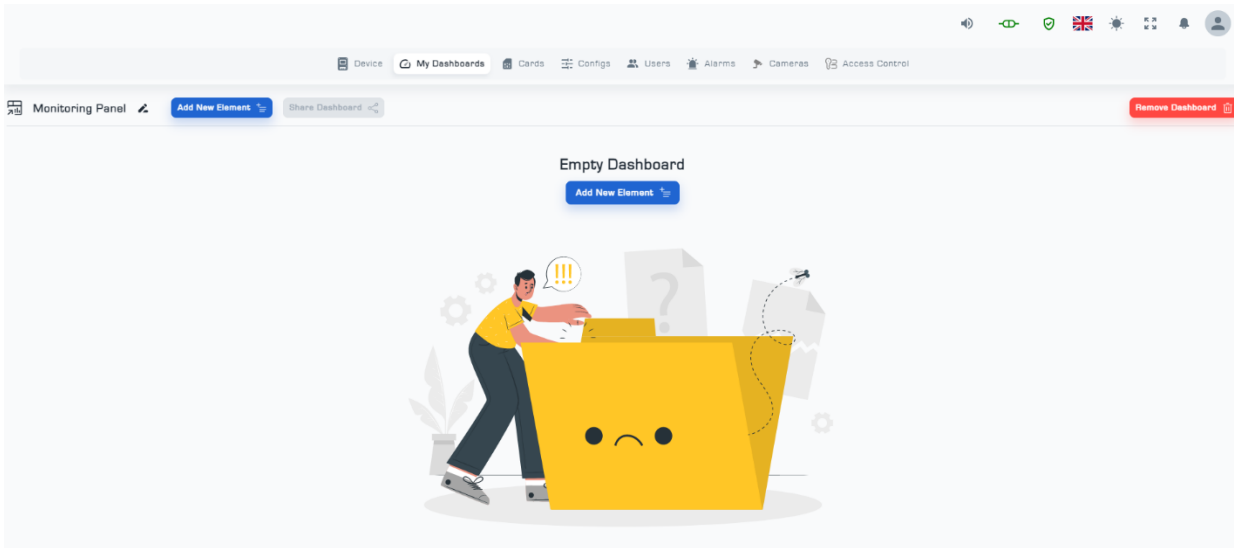 Device My Dashboards Cards Configs Users Alarms Cameras Access Control
Monitoring Panel Add New Element Share Dashboard Remove Dashboard
Empty Dashboard
Add New Element
!!!
?